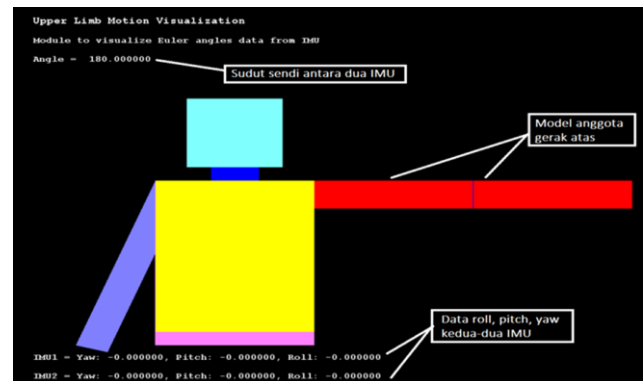 Upper Limb Motion Visualization
Module to visualize Euler angles data from IMU
Angle = 180.000000
Sudut sendi antara dua IMU
Model anggota
gerak atas
Data roll, pitch, yaw
kedua-dua IMU
IMU1 = Yaw: -0.000000, Pitch: -0.000000, Roll: -0.000000
IMU2 = Yaw: -0.000000, Pitch: -0.000000, Roll: -0.000000